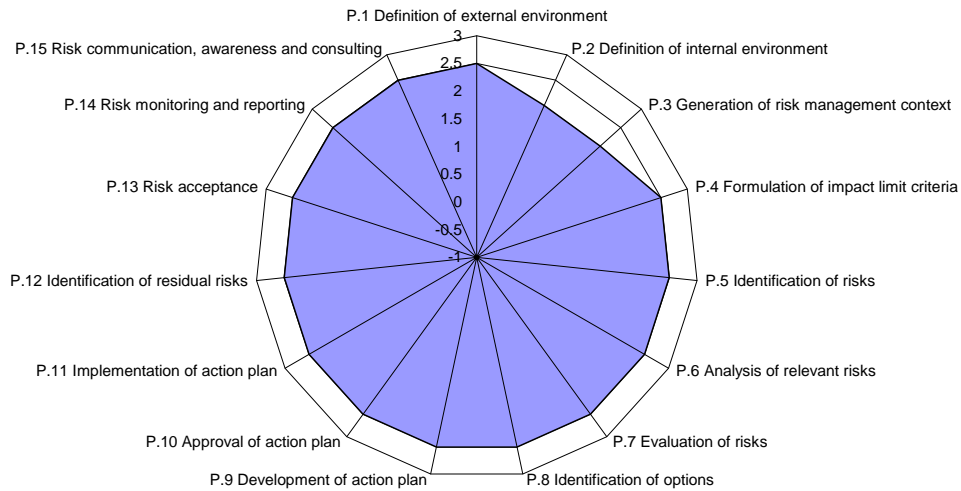 P.1 Definition of external environment
P.15 Risk communication, awareness and consulting
P.2 Definition of internal environment
P.14 Risk monitoring and reporting
P.3 Generation of risk management context
P.13 Risk acceptance
P.4 Formulation of impact limit criteria
P.12 Identification of residual risks
P.5 Identification of risks
P.11 Implementation of action plan
P.6 Analysis of relevant risks
P.10 Approval of action plan
P.7 Evaluation of risks
P.9 Development of action plan
P.8 Identification of options
3
2.5
2
1.5
1
0.5
0
-0.5
-1